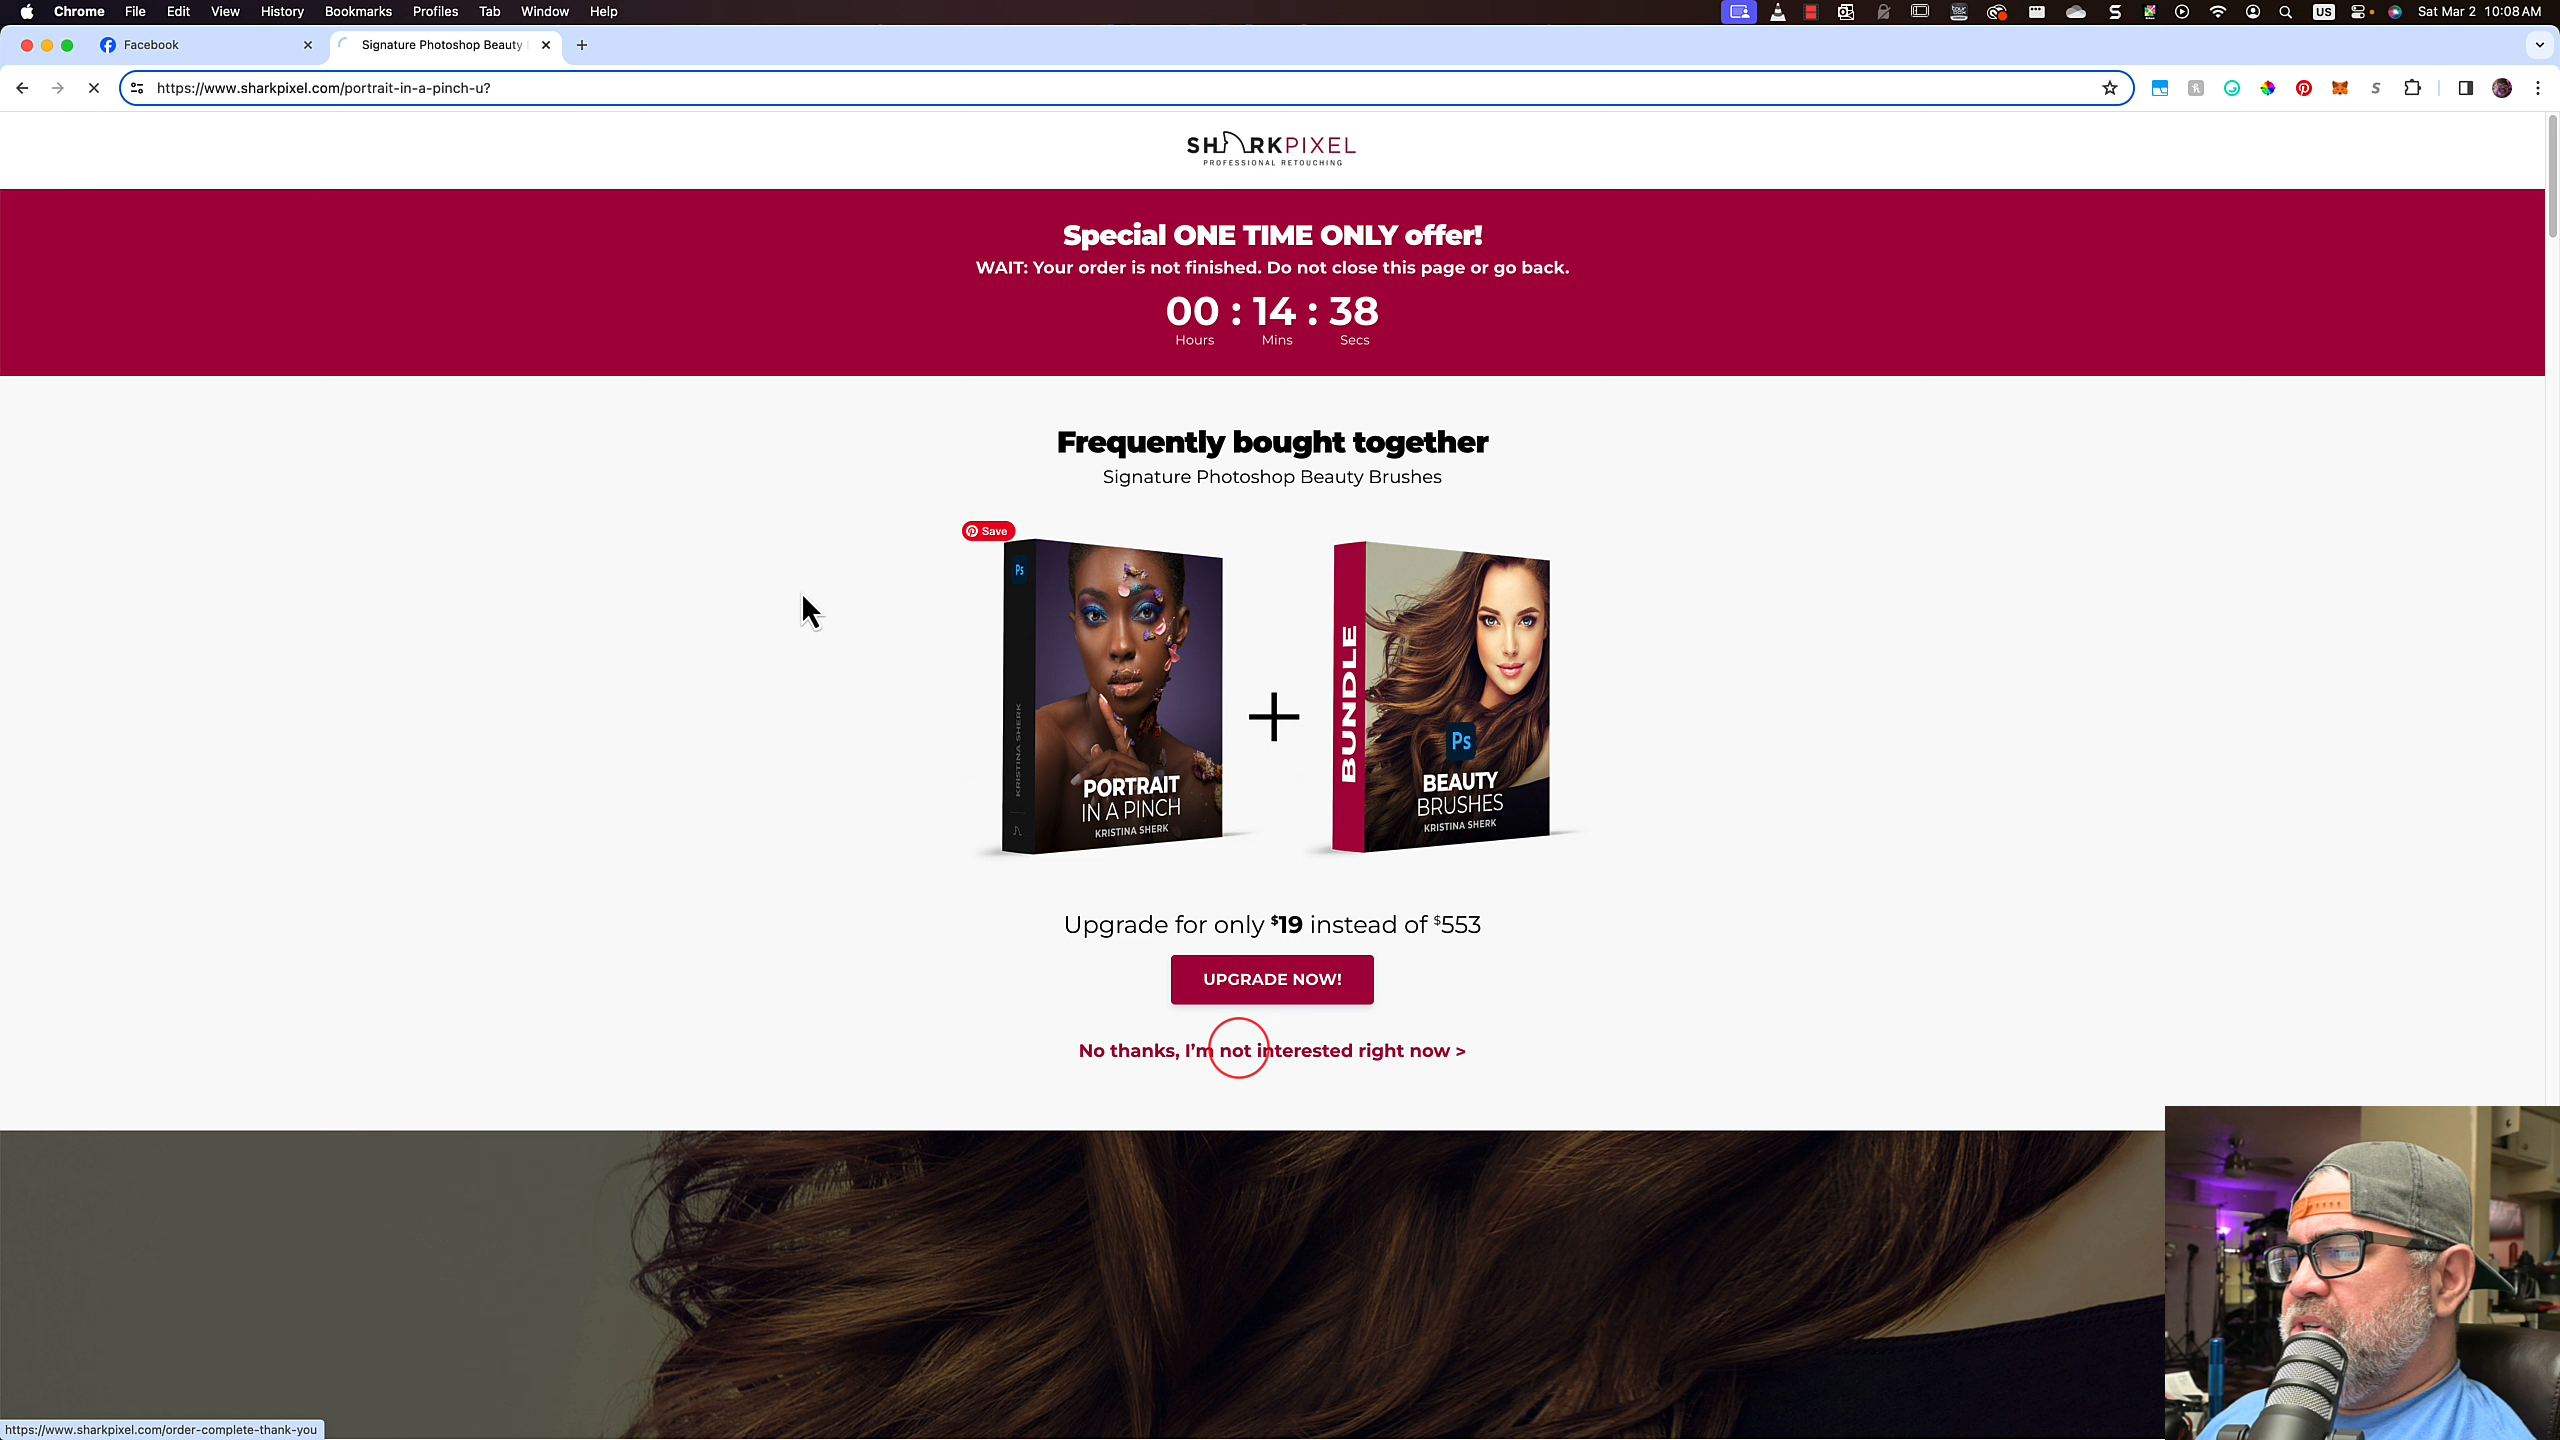 Chrome File Edit View History Bookmarks Profiles Tab Window Help
US Sat Mar 2 10:08 AM
Facebook
Signature Photoshop Beauty
https://www.sharkpixel.com/portrait-in-a-pinch-u?
SHARKPIXEL
PROFESSIONAL RETOUCHING
Special ONE TIME ONLY offer!
WAIT: Your order is not finished. Do not close this page or go back.
00 : 14 : 38
Hours Mins Secs
Frequently bought together
Signature Photoshop Beauty Brushes
Save
Ps
KRISTINA SHERK
PORTRAIT
IN A PINCH
KRISTINA SHERK
BUNDLE
Ps
BEAUTY
BRUSHES
KRISTINA SHERK
Upgrade for only $19 instead of $553
UPGRADE NOW!
No thanks, I'm not interested right now >
https://www.sharkpixel.com/order-complete-thank-you